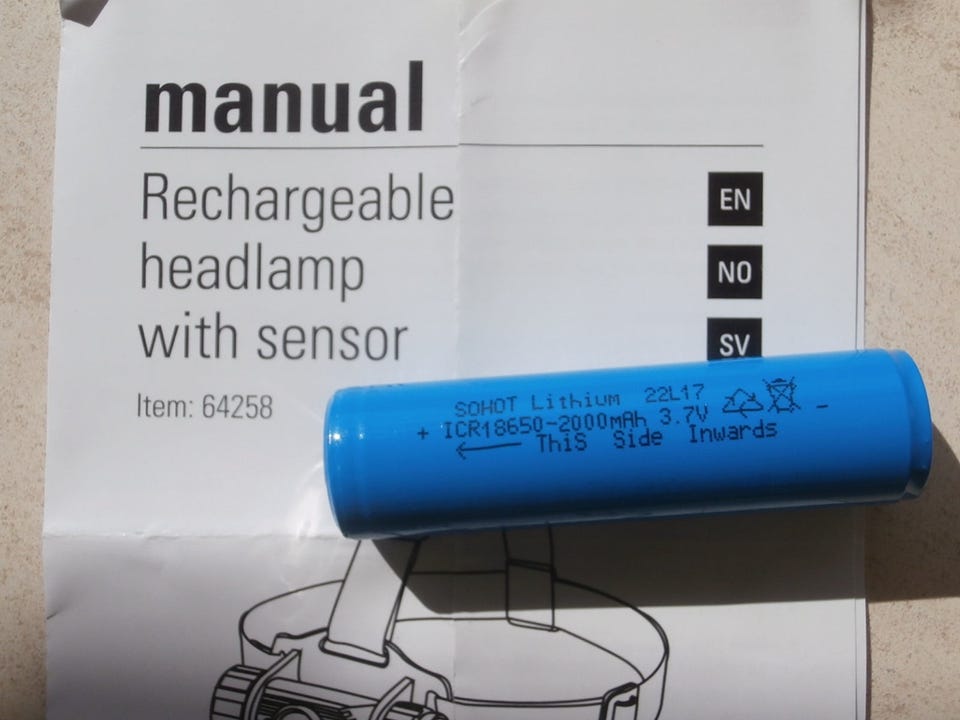 manual
Rechargeable
headlamp
with sensor
Item: 64258
EN
NO
SV
SOHOT Lithium 22L17
+ ICR18650-2000mAh 3.7V -
← ThiS Side Inwards